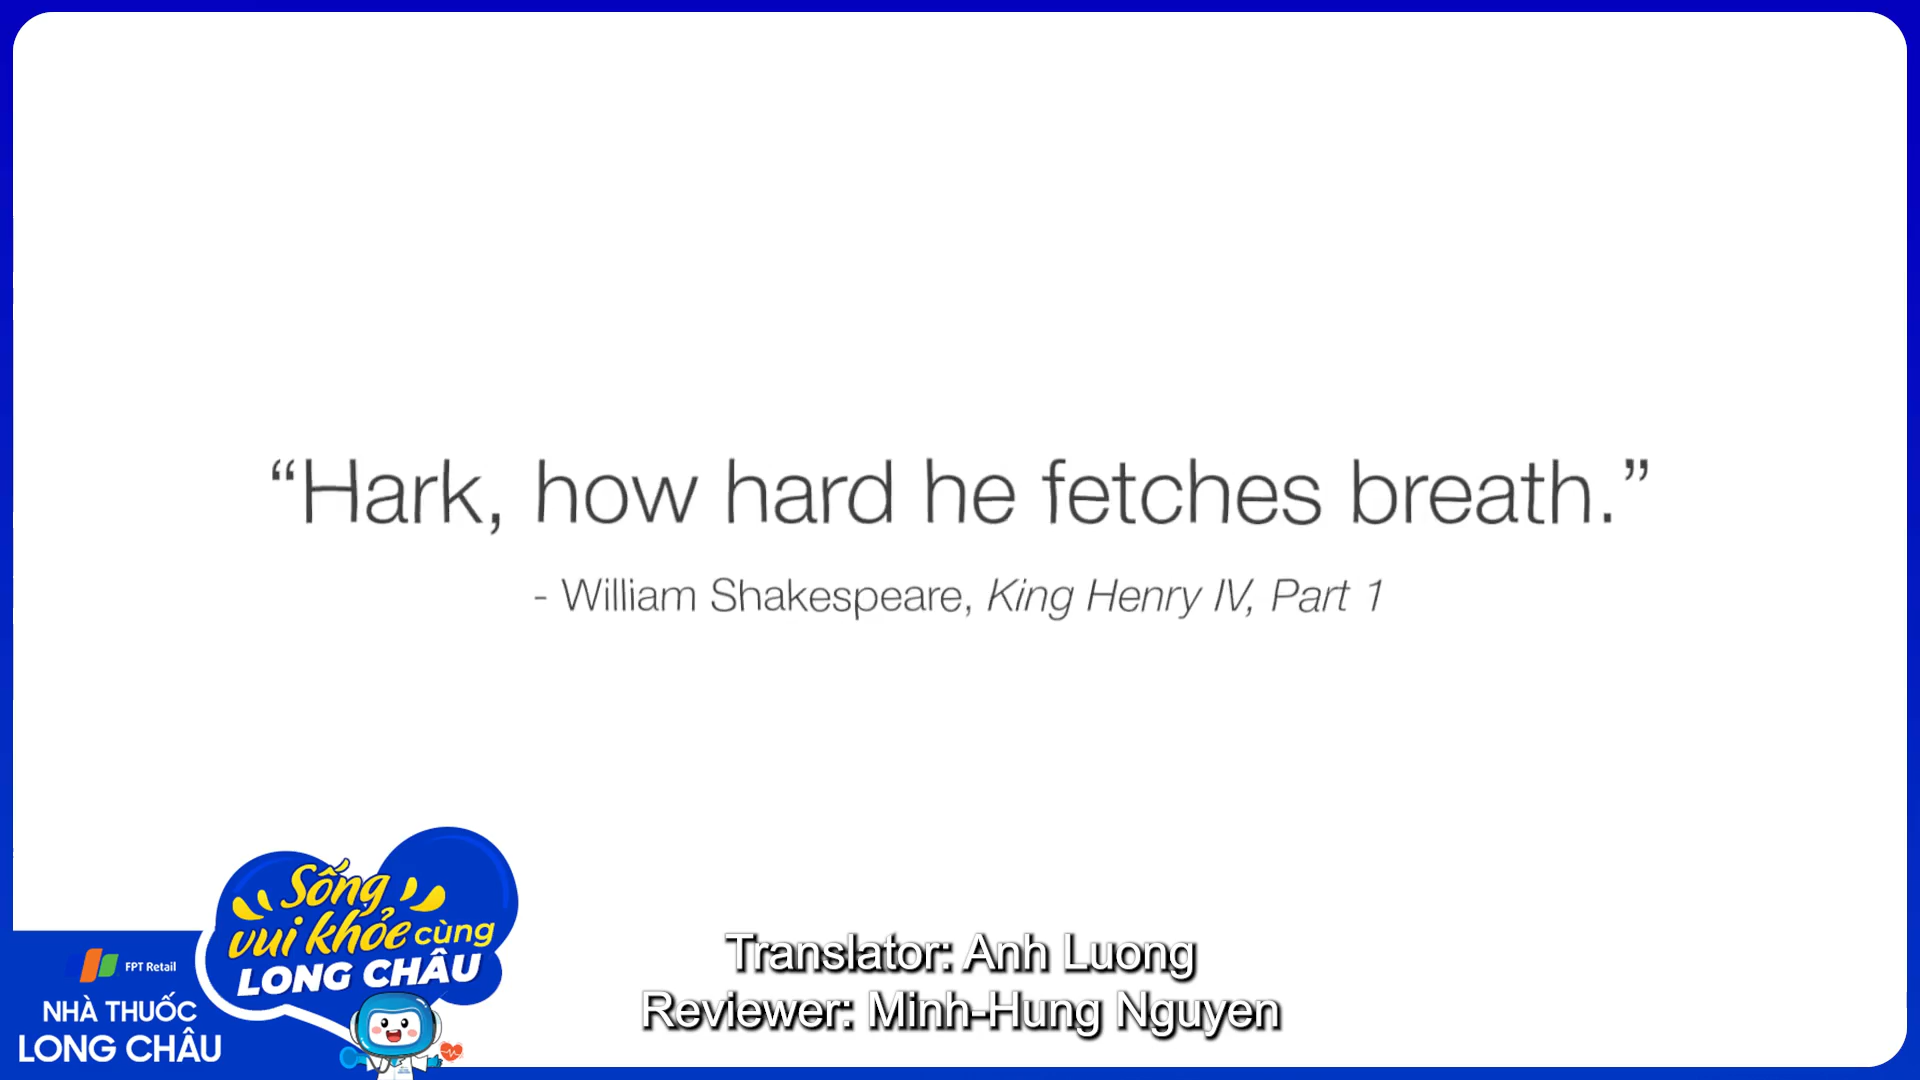 “Hark, how hard he fetches breath.”
- William Shakespeare, King Henry IV, Part 1
Sống
vui khỏe cùng
LONG CHÂU
FPT Retail
NHÀ THUỐC
LONG CHÂU
Translator: Anh Luong
Reviewer: Minh-Hung Nguyen